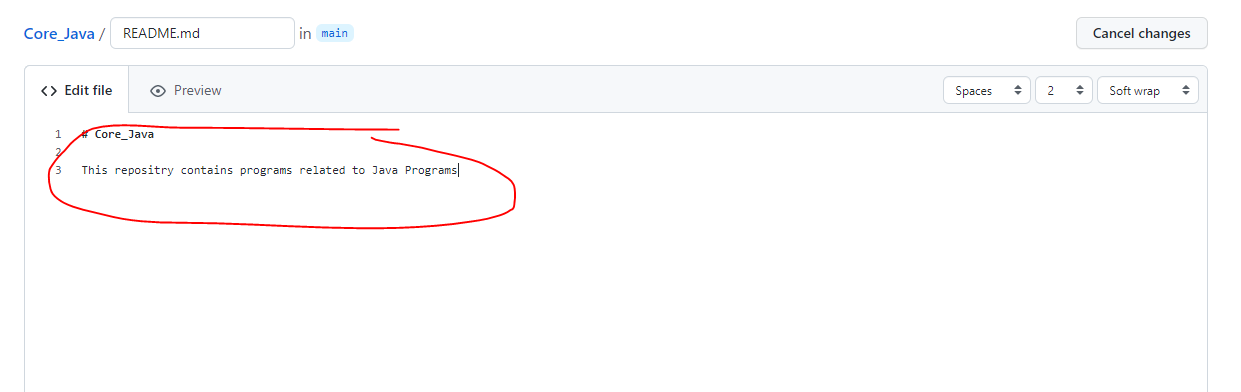 Core_Java / README.md in main Cancel changes
<> Edit file Preview Spaces 2 Soft wrap
1 # Core_Java
2
3 This repositry contains programs related to Java Programs